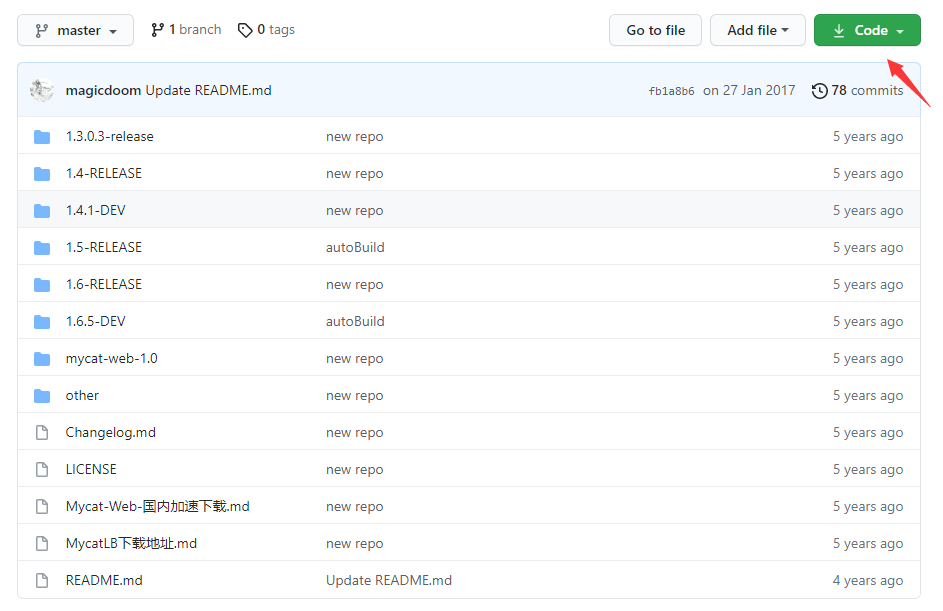 master 1 branch 0 tags Go to file Add file Code
magicdoom Update README.md fb1a8b6 on 27 Jan 2017 78 commits
1.3.0.3-release new repo 5 years ago
1.4-RELEASE new repo 5 years ago
1.4.1-DEV new repo 5 years ago
1.5-RELEASE autoBuild 5 years ago
1.6-RELEASE new repo 5 years ago
1.6.5-DEV autoBuild 5 years ago
mycat-web-1.0 new repo 5 years ago
other new repo 5 years ago
Changelog.md new repo 5 years ago
LICENSE new repo 5 years ago
Mycat-Web-国内加速下载.md new repo 5 years ago
MycatLB下载地址.md new repo 5 years ago
README.md Update README.md 4 years ago